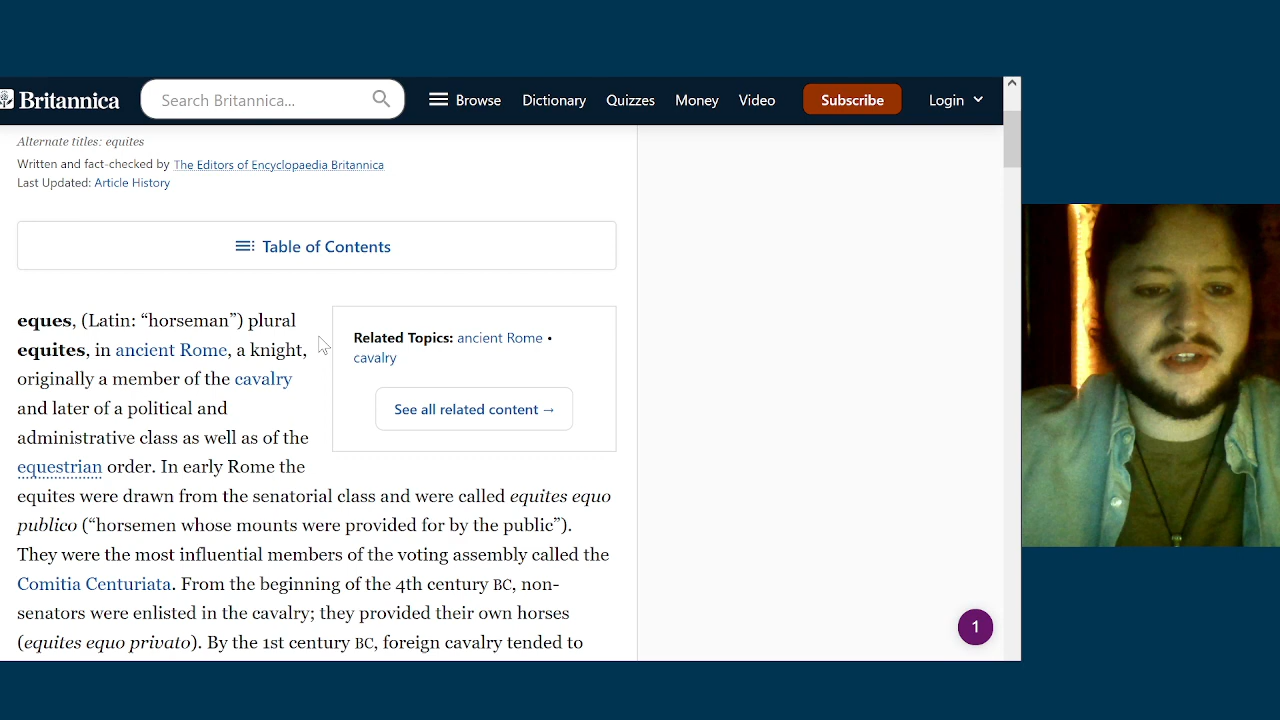 Britannica
Search Britannica...
Browse
Dictionary
Quizzes
Money
Video
Subscribe
Login
Alternate titles: equites
Written and fact-checked by The Editors of Encyclopaedia Britannica
Last Updated: Article History
Table of Contents
eques, (Latin: “horseman”) plural
equites, in ancient Rome, a knight,
originally a member of the cavalry
and later of a political and
administrative class as well as of the
equestrian order. In early Rome the
equites were drawn from the senatorial class and were called equites equo
publico (“horsemen whose mounts were provided for by the public”).
They were the most influential members of the voting assembly called the
Comitia Centuriata. From the beginning of the 4th century BC, non-
senators were enlisted in the cavalry; they provided their own horses
(equites equo privato). By the 1st century BC, foreign cavalry tended to
Related Topics: ancient Rome •
cavalry
See all related content →
1